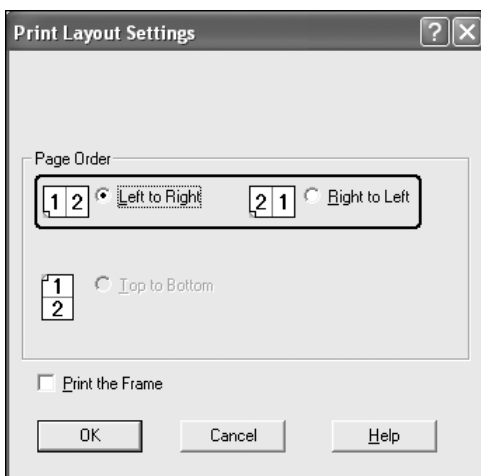 Print Layout Settings ? X
Page Order
1 2 Left to Right 2 1 Right to Left
1 Top to Bottom
2
Print the Frame
OK Cancel Help